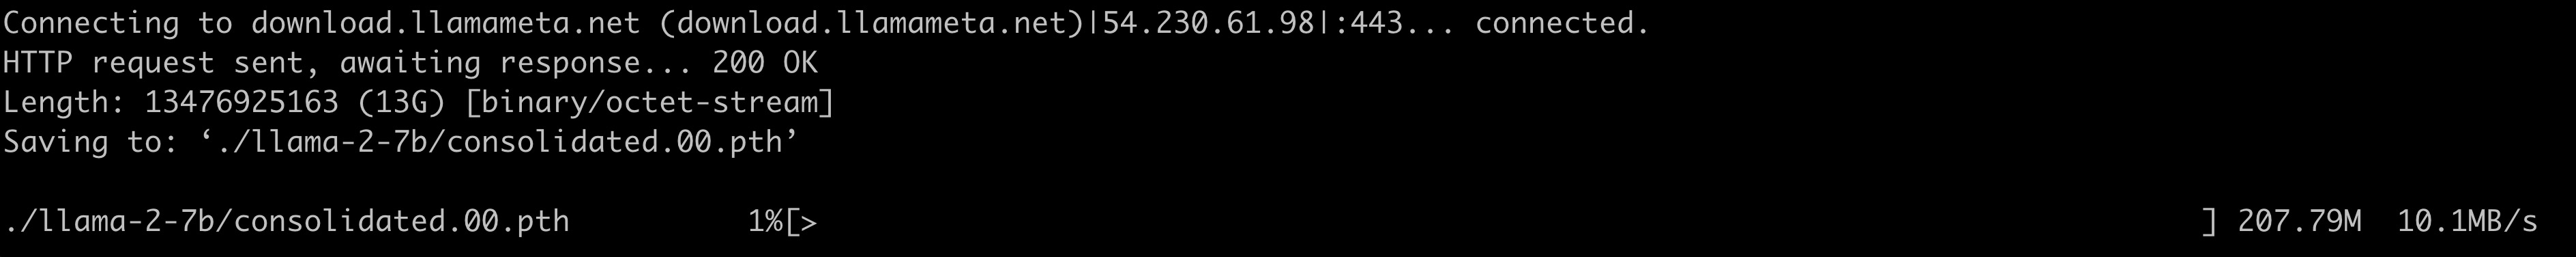 Connecting to download.llamameta.net (download.llamameta.net)|54.230.61.98|:443... connected.
HTTP request sent, awaiting response... 200 OK
Length: 13476925163 (13G) [binary/octet-stream]
Saving to: ‘./llama-2-7b/consolidated.00.pth’
./llama-2-7b/consolidated.00.pth 1%[> ] 207.79M 10.1MB/s